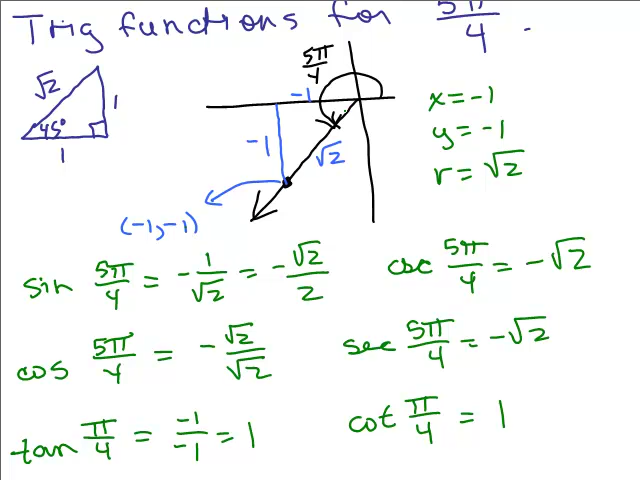 Trig functions for 5π/4.
√2 45° 1 1
5π/4
-1
-1 √2
(-1,-1)
x = -1
y = -1
r = √2
sin 5π/4 = -1/√2 = -√2/2
csc 5π/4 = -√2
cos 5π/4 = -√2/√2
sec 5π/4 = -√2
tan π/4 = -1/-1 = 1
cot π/4 = 1